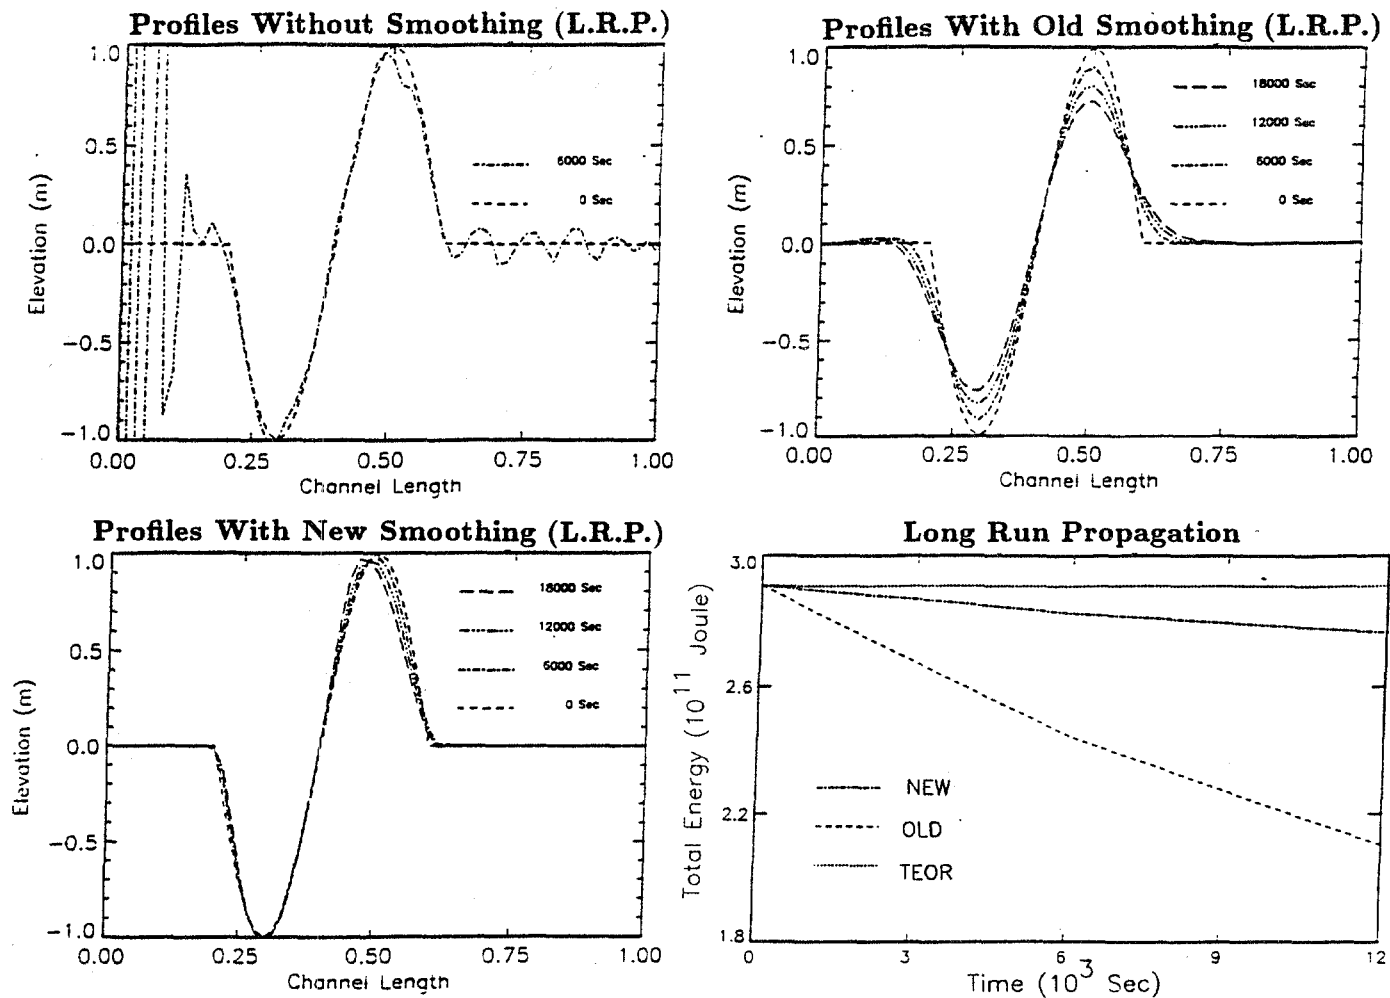 Profiles Without Smoothing (L.R.P.)
1.0
0.5
0.0
−0.5
−1.0
Elevation (m)
6000 Sec
0 Sec
0.00 0.25 0.50 0.75 1.00
Channel Length
Profiles With Old Smoothing (L.R.P.)
1.0
0.5
0.0
−0.5
−1.0
Elevation (m)
18000 Sec
12000 Sec
6000 Sec
0 Sec
0.00 0.25 0.50 0.75 1.00
Channel Length
Profiles With New Smoothing (L.R.P.)
1.0
0.5
0.0
−0.5
−1.0
Elevation (m)
18000 Sec
12000 Sec
6000 Sec
0 Sec
0.00 0.25 0.50 0.75 1.00
Channel Length
Long Run Propagation
3.0
2.6
2.2
1.8
Total Energy (10^11 Joule)
NEW
OLD
TEOR
0 3 6 9 12
Time (10^3 Sec)